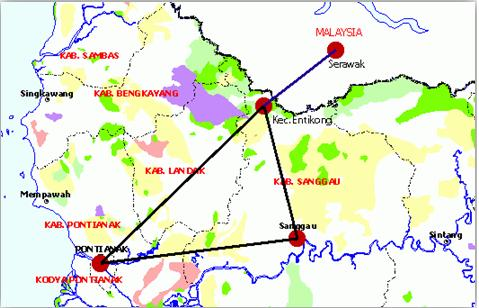 MALAYSIA
KAB. SAMBAS
Serawak
Singkawang
KAB. BENGKAYANG
Kec.Entikong
KAB. LANDAK
KAB. SANGGAU
Mempawah
KAB. PONTIANAK
Sanggau
Sintang
PONTIANAK
KODYA PONTIANAK